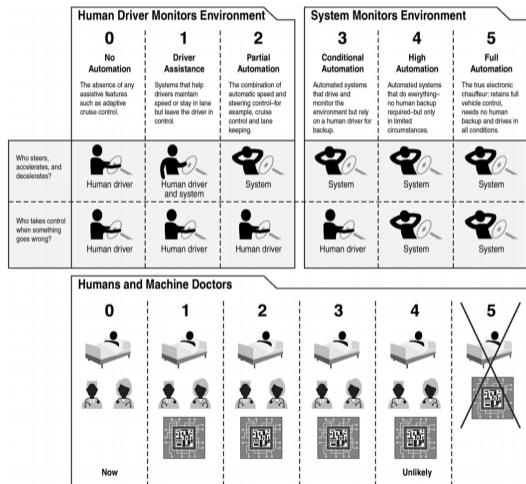 Human Driver Monitors Environment
System Monitors Environment
0
No
Automation
The absence of any
assistive features
such as adaptive
cruise control.
1
Driver
Assistance
Systems that help
drivers maintain
speed or stay in lane
but leave the driver in
control.
2
Partial
Automation
The combination of
automatic speed and
steering control–for
example, cruise
control and lane
keeping.
3
Conditional
Automation
Automated systems
that drive and
monitor the
environment but rely
on a human driver for
backup.
4
High
Automation
Automated systems
that do everything–no
human backup
required–but only
in limited
circumstances.
5
Full
Automation
The true electronic
chauffeur: retains full
vehicle control,
needs no human
backup and drives in
all conditions.
Who steers,
accelerates, and
decelerates?
Human driver
Human driver
and system
System
System
System
System
Who takes control
when something
goes wrong?
Human driver
Human driver
Human driver
Human driver
System
System
Humans and Machine Doctors
0
1
2
3
4
5
Now
Unlikely